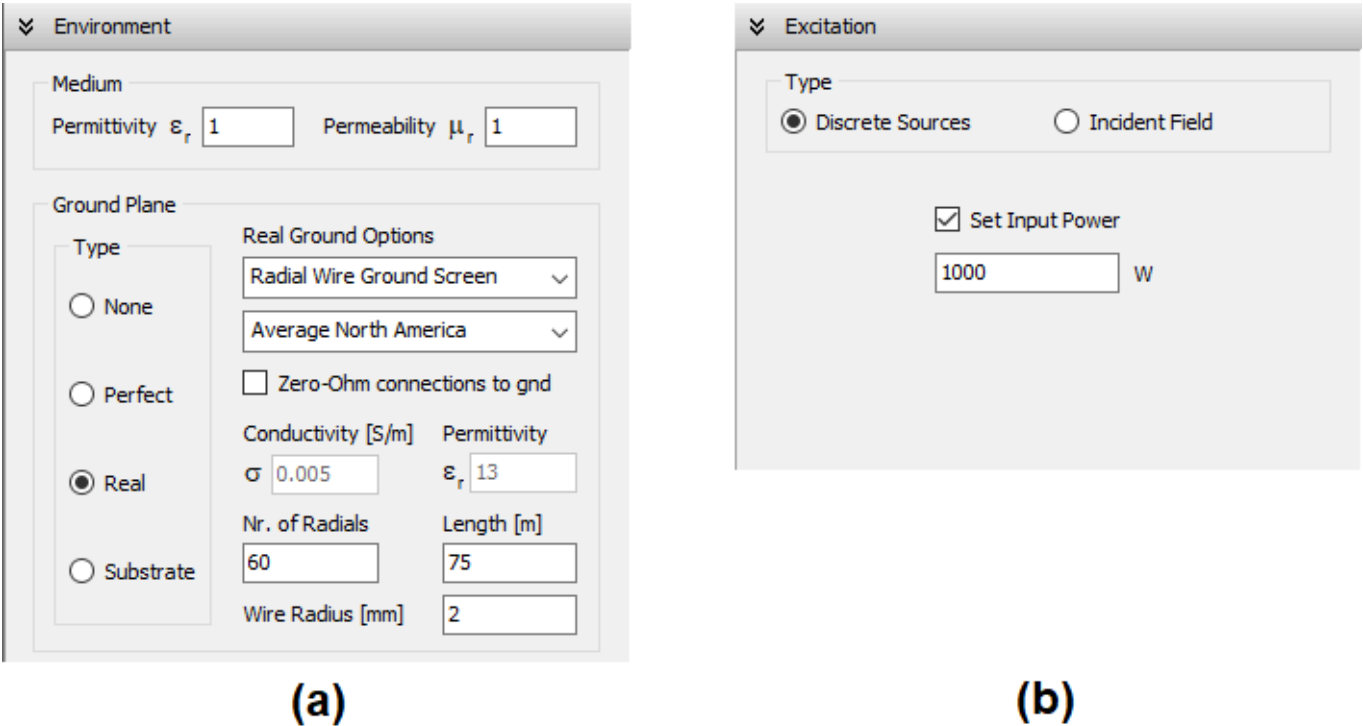 Environment
Medium
Permittivity εr 1 Permeability μr 1
Ground Plane
Type
None
Perfect
Real
Substrate
Real Ground Options
Radial Wire Ground Screen
Average North America
Zero-Ohm connections to gnd
Conductivity [S/m] Permittivity
σ 0.005 εr 13
Nr. of Radials Length [m]
60 75
Wire Radius [mm] 2
(a)
Excitation
Type
Discrete Sources Incident Field
Set Input Power
1000 W
(b)